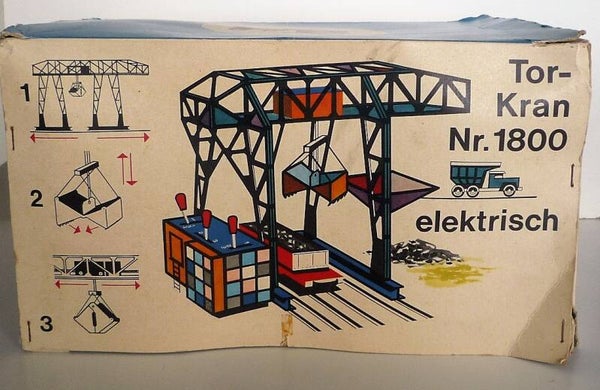 Tor-
Kran
Nr. 1800
elektrisch
1
2
3